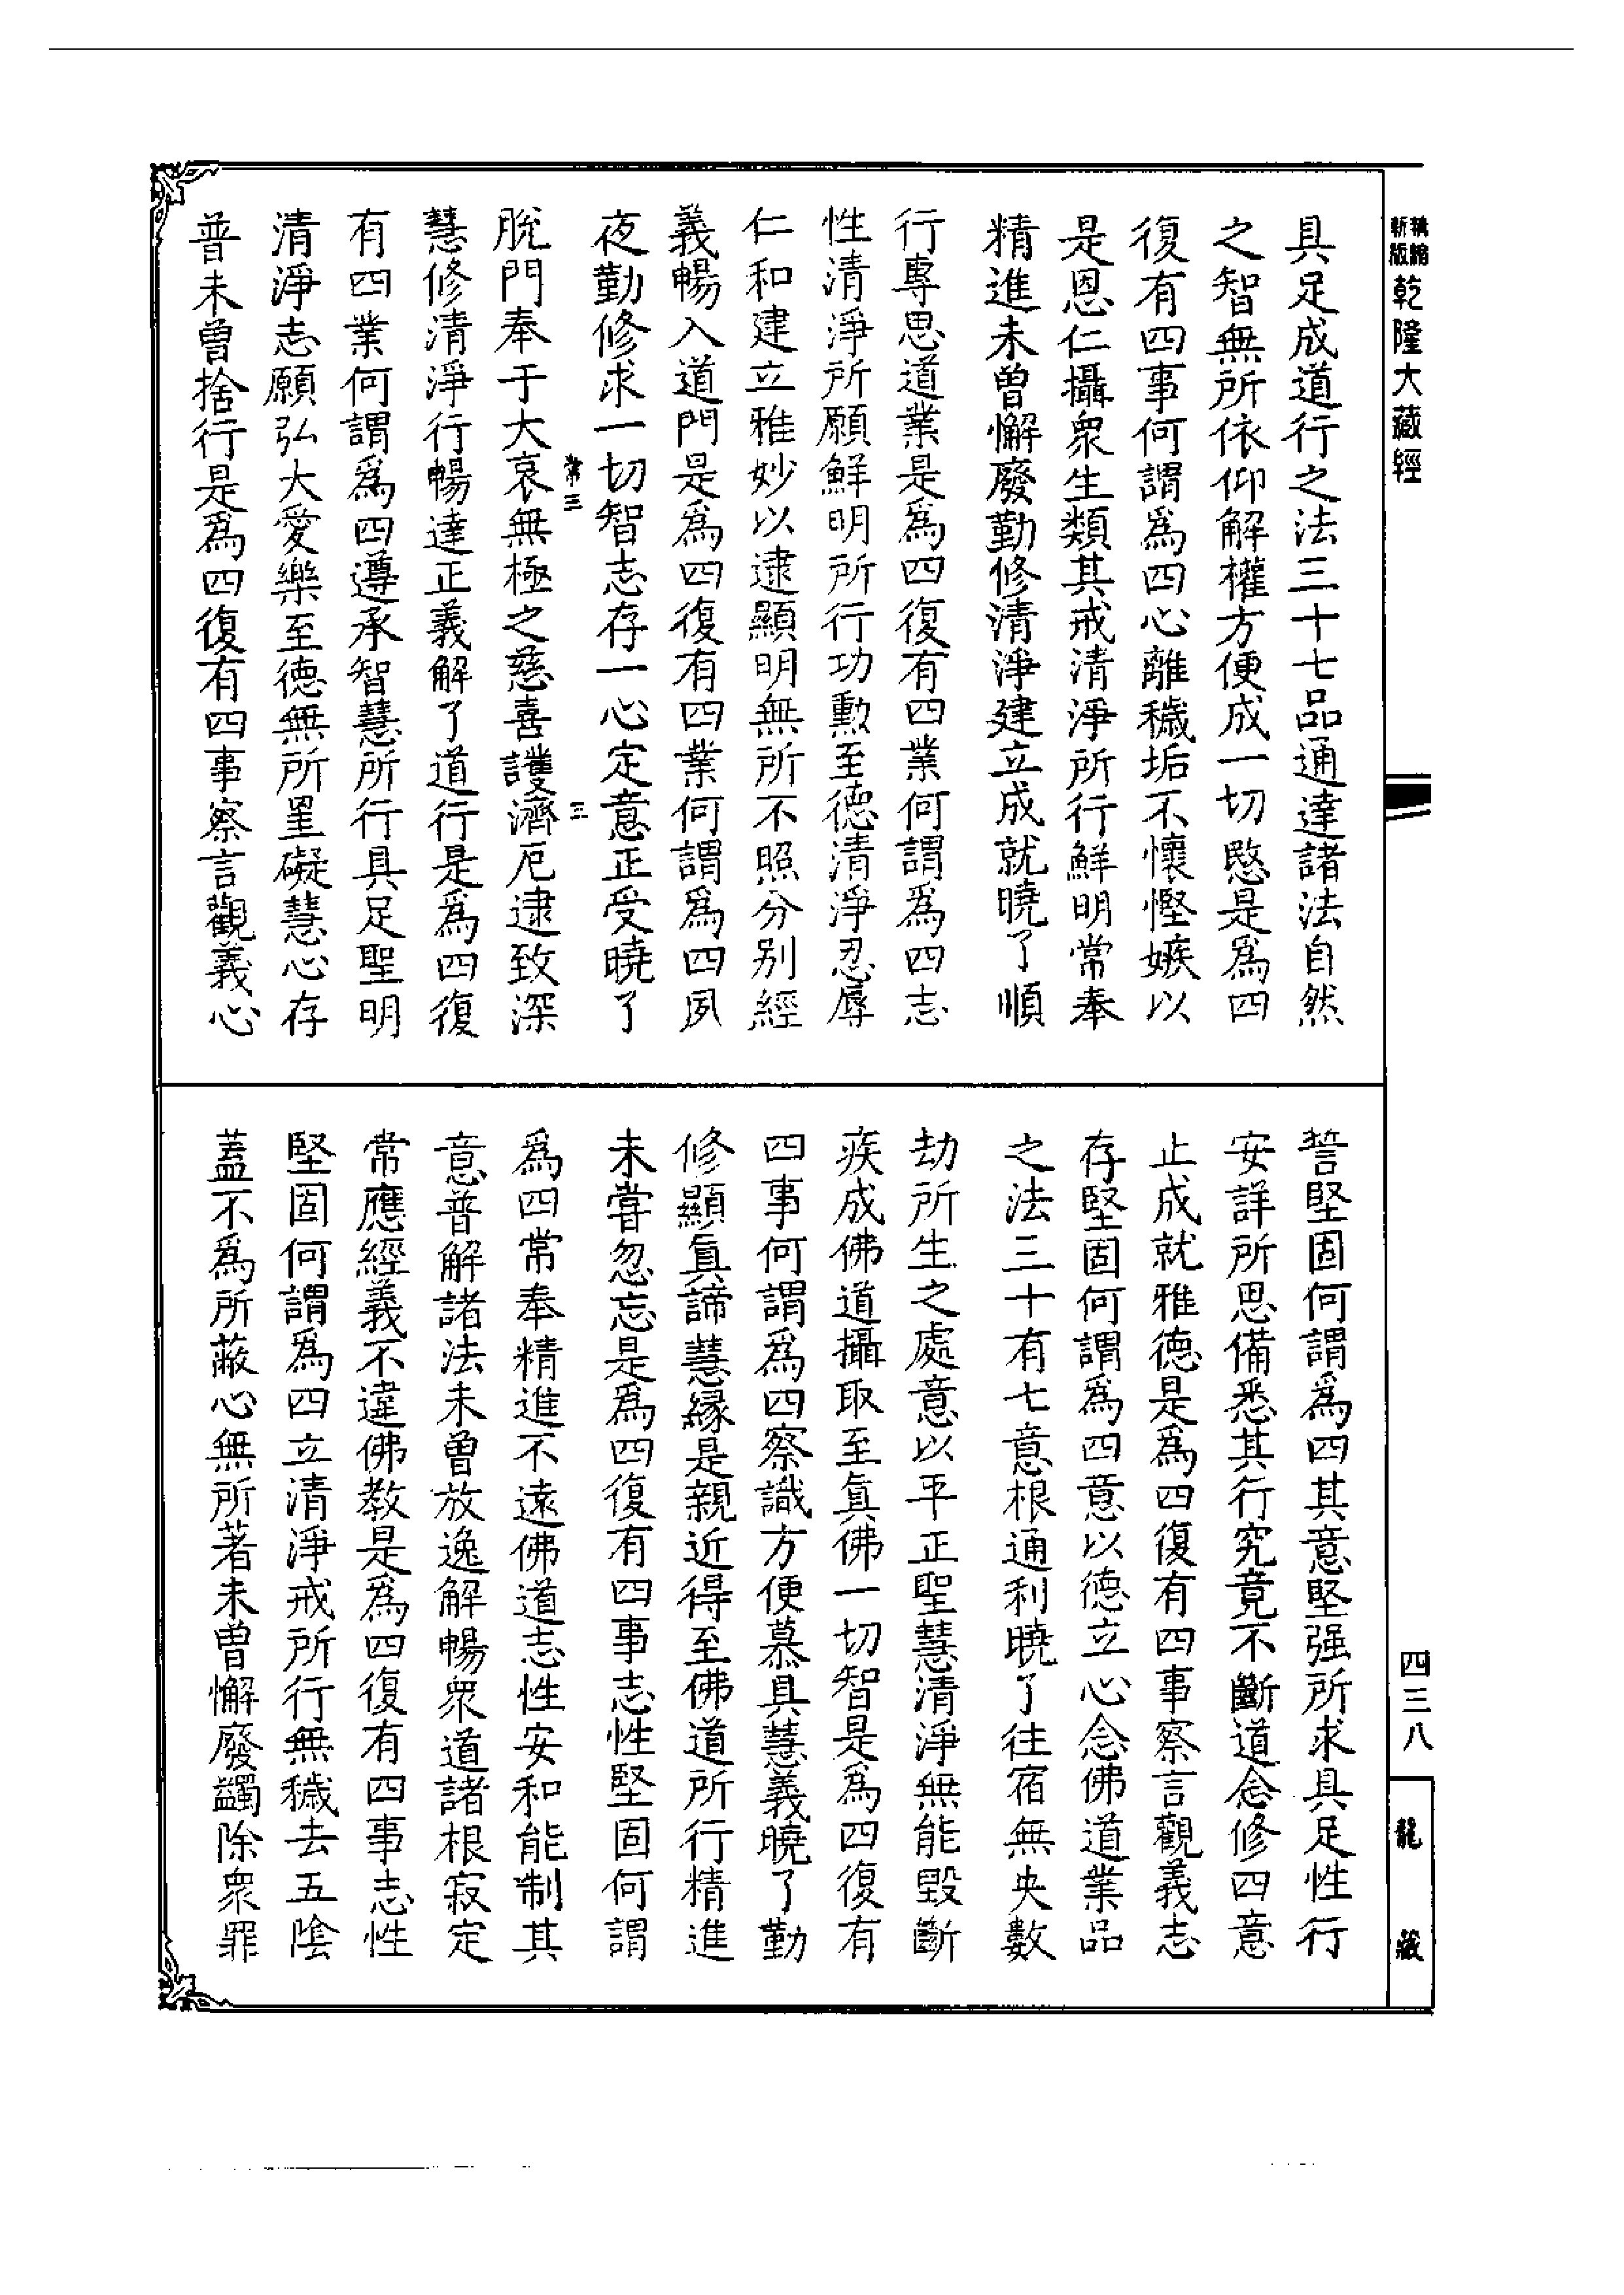 乾隆大藏經
具足成道行之法三十七品通達諸法自然
之智無所依仰解權方便成一切愍是爲四
復有四事何謂爲四心離穢垢不懷慳嫉以
是恩仁攝衆生類其戒清淨所行鮮明常奉
精進未曾懈廢勤修清淨建立成就曉了順
行專思道業是爲四復有四業何謂爲四志
性清淨所願鮮明所行功勲至德清淨忍辱
仁和建立雅妙以逮顯明無所不照分別經
義暢入道門是爲四復有四業何謂爲四夙
夜勤修求一切智志存一心定意正受曉了
常三
三
脫門奉于大哀無極之慈喜護濟厄逮致深
慧修清淨行暢達正義解了道行是爲四復
有四業何謂爲四遵承智慧所行具足聖明
清淨志願弘大愛樂至德無所罣礙慧心存
普未曾捨行是爲四復有四事察言觀義心
誓堅固何謂爲四其意堅强所求具足性行
安詳所思備悉其行究竟不斷道念修四意
止成就雅德是爲四復有四事察言觀義志
存堅固何謂爲四意以德立心念佛道業品
之法三十有七意根通利曉了往宿無央數
劫所生之處意以平正聖慧清淨無能毀斷
疾成佛道攝取至眞佛一切智是爲四復有
四事何謂爲四察識方便慕具慧義曉了勤
修顯眞諦慧緣是親近得至佛道所行精進
未甞忽忘是爲四復有四事志性堅固何謂
爲四常奉精進不遠佛道志性安和能制其
意普解諸法未曾放逸解暢衆道諸根寂定
常應經義不違佛教是爲四復有四事志性
堅固何謂爲四立清淨戒所行無穢去五陰
蓋不爲所蔽心無所著未曾懈廢蠲除衆罪
四三八
龍藏